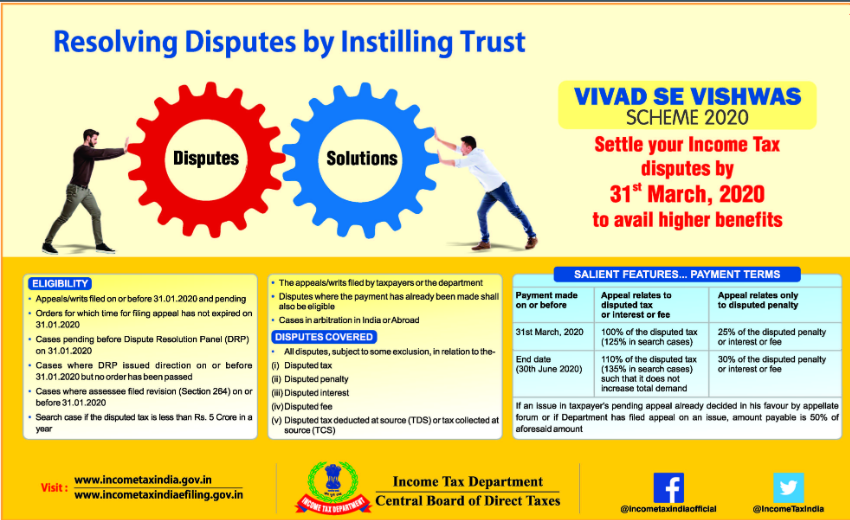 Resolving Disputes by Instilling Trust
Disputes
Solutions
VIVAD SE VISHWAS
SCHEME 2020
Settle your Income Tax
disputes by
31st March, 2020
to avail higher benefits
ELIGIBILITY
• Appeals/writs filed on or before 31.01.2020 and pending
• Orders for which time for filing appeal has not expired on
31.01.2020
• Cases pending before Dispute Resolution Panel (DRP)
on 31.01.2020
• Cases where DRP issued direction on or before
31.01.2020 but no order has been passed
• Cases where assessee filed revision (Section 264) on or
before 31.01.2020
• Search case if the disputed tax is less than Rs. 5 Crore in a
year
• The appeals/writs filed by taxpayers or the department
• Disputes where the payment has already been made shall
also be eligible
• Cases in arbitration in India or Abroad
DISPUTES COVERED
• All disputes, subject to some exclusion, in relation to the-
(i) Disputed tax
(ii) Disputed penalty
(iii) Disputed interest
(iv) Disputed fee
(v) Disputed tax deducted at source (TDS) or tax collected at
source (TCS)
SALIENT FEATURES... PAYMENT TERMS
Payment made
on or before
Appeal relates to
disputed tax
or interest or fee
Appeal relates only
to disputed penalty
31st March, 2020
100% of the disputed tax
(125% in search cases)
25% of the disputed penalty
or interest or fee
End date
(30th June 2020)
110% of the disputed tax
(135% in search cases)
such that it does not
increase total demand
30% of the disputed penalty
or interest or fee
If an issue in taxpayer's pending appeal already decided in his favour by appellate
forum or if Department has filed appeal on an issue, amount payable is 50% of
aforesaid amount
Visit :
www.incometaxindia.gov.in
www.incometaxindiaefiling.gov.in
INCOME TAX DEPARTMENT
Income Tax Department
Central Board of Direct Taxes
@incometaxindiaofficial
@IncomeTaxIndia